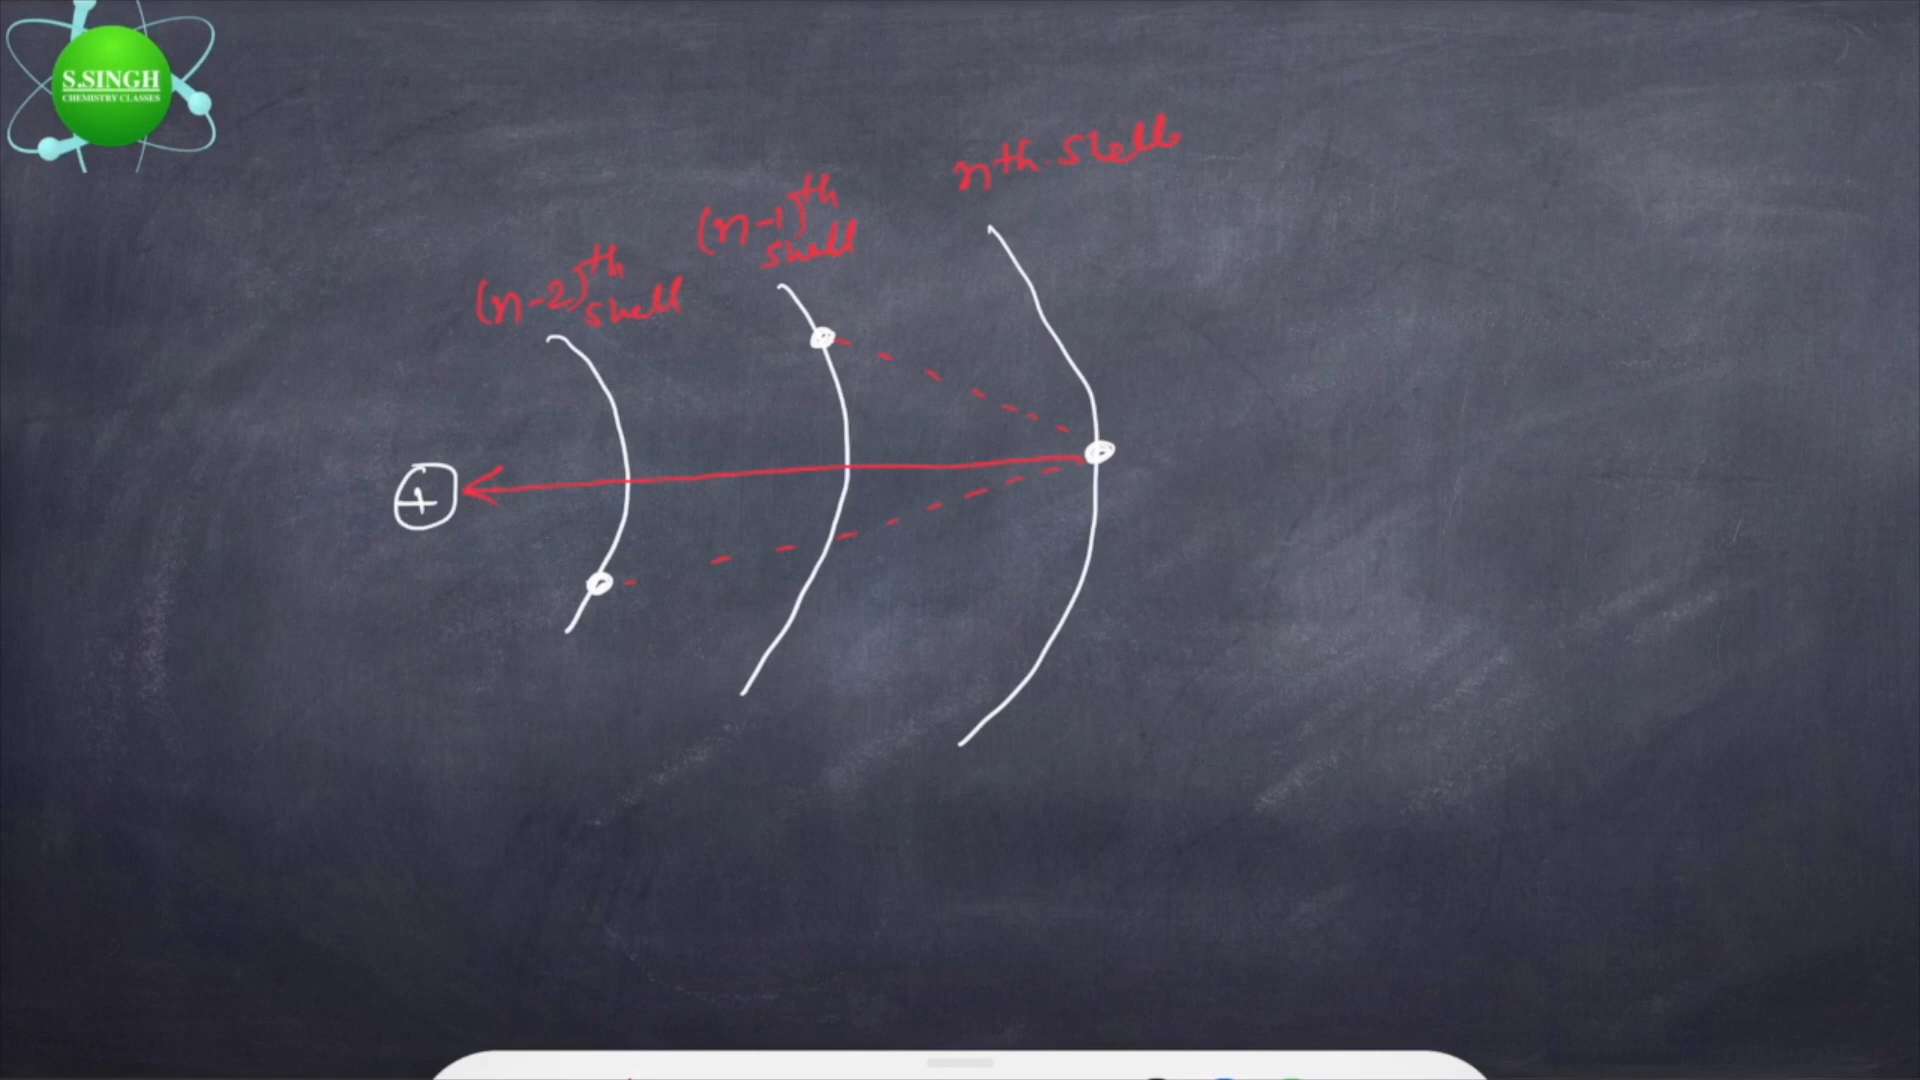 S.SINGH
CHEMISTRY CLASSES
nth shell
(n-1)th
shell
(n-2)th
shell
+